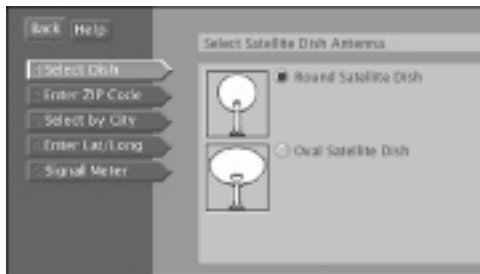 Back Help
Select Satellite Dish Antenna
Select Dish
Enter ZIP Code
Select by City
Enter Lat/Long
Signal Meter
Round Satellite Dish
Oval Satellite Dish